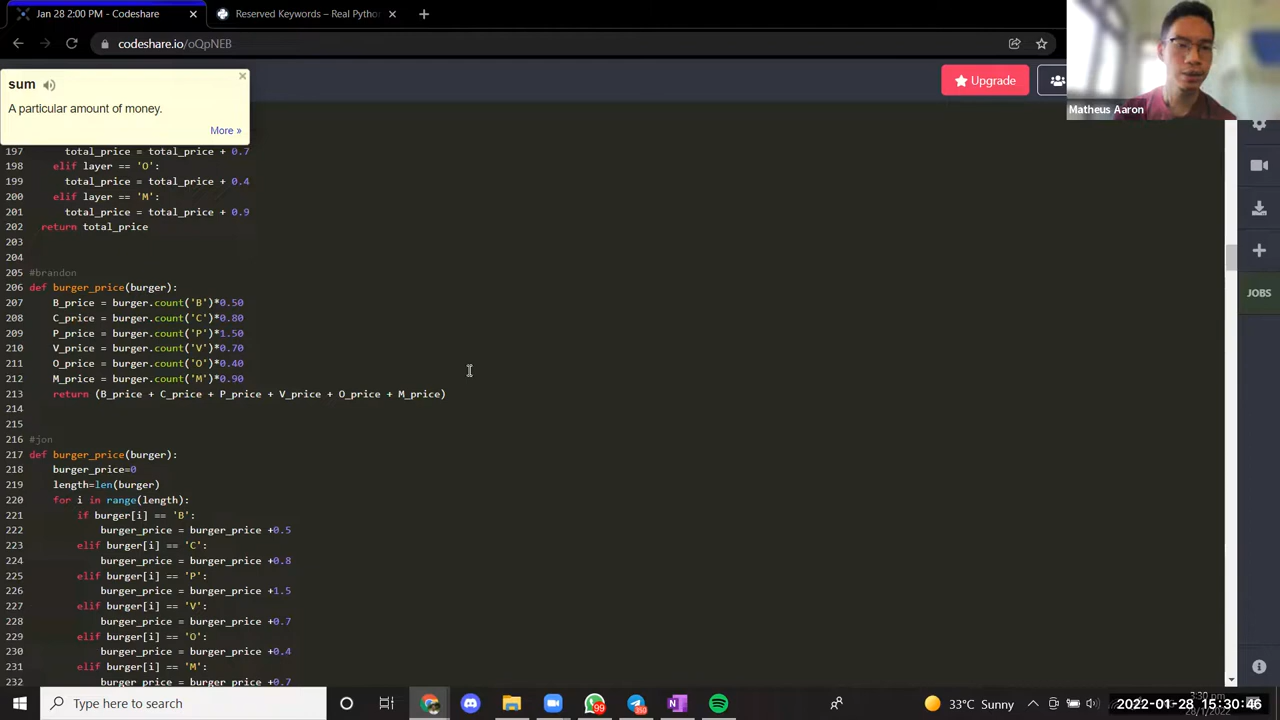 Jan 28 2:00 PM - Codeshare
Reserved Keywords – Real Pytho
codeshare.io/oQpNEB
sum
A particular amount of money.
More »
Upgrade
Matheus Aaron
197 total_price = total_price + 0.7
198 elif layer == 'O':
199 total_price = total_price + 0.4
200 elif layer == 'M':
201 total_price = total_price + 0.9
202 return total_price
203
204
205 #brandon
206 def burger_price(burger):
207 B_price = burger.count('B')*0.50
208 C_price = burger.count('C')*0.80
209 P_price = burger.count('P')*1.50
210 V_price = burger.count('V')*0.70
211 O_price = burger.count('O')*0.40
212 M_price = burger.count('M')*0.90
213 return (B_price + C_price + P_price + V_price + O_price + M_price)
214
215
216 #jon
217 def burger_price(burger):
218 burger_price=0
219 length=len(burger)
220 for i in range(length):
221 if burger[i] == 'B':
222 burger_price = burger_price +0.5
223 elif burger[i] == 'C':
224 burger_price = burger_price +0.8
225 elif burger[i] == 'P':
226 burger_price = burger_price +1.5
227 elif burger[i] == 'V':
228 burger_price = burger_price +0.7
229 elif burger[i] == 'O':
230 burger_price = burger_price +0.4
231 elif burger[i] == 'M':
232 burger_price = burger_price +0.7
JOBS
Type here to search
99
350
33°C Sunny
3:30 pm
28/1/2022
2022-01-28 15:30:46